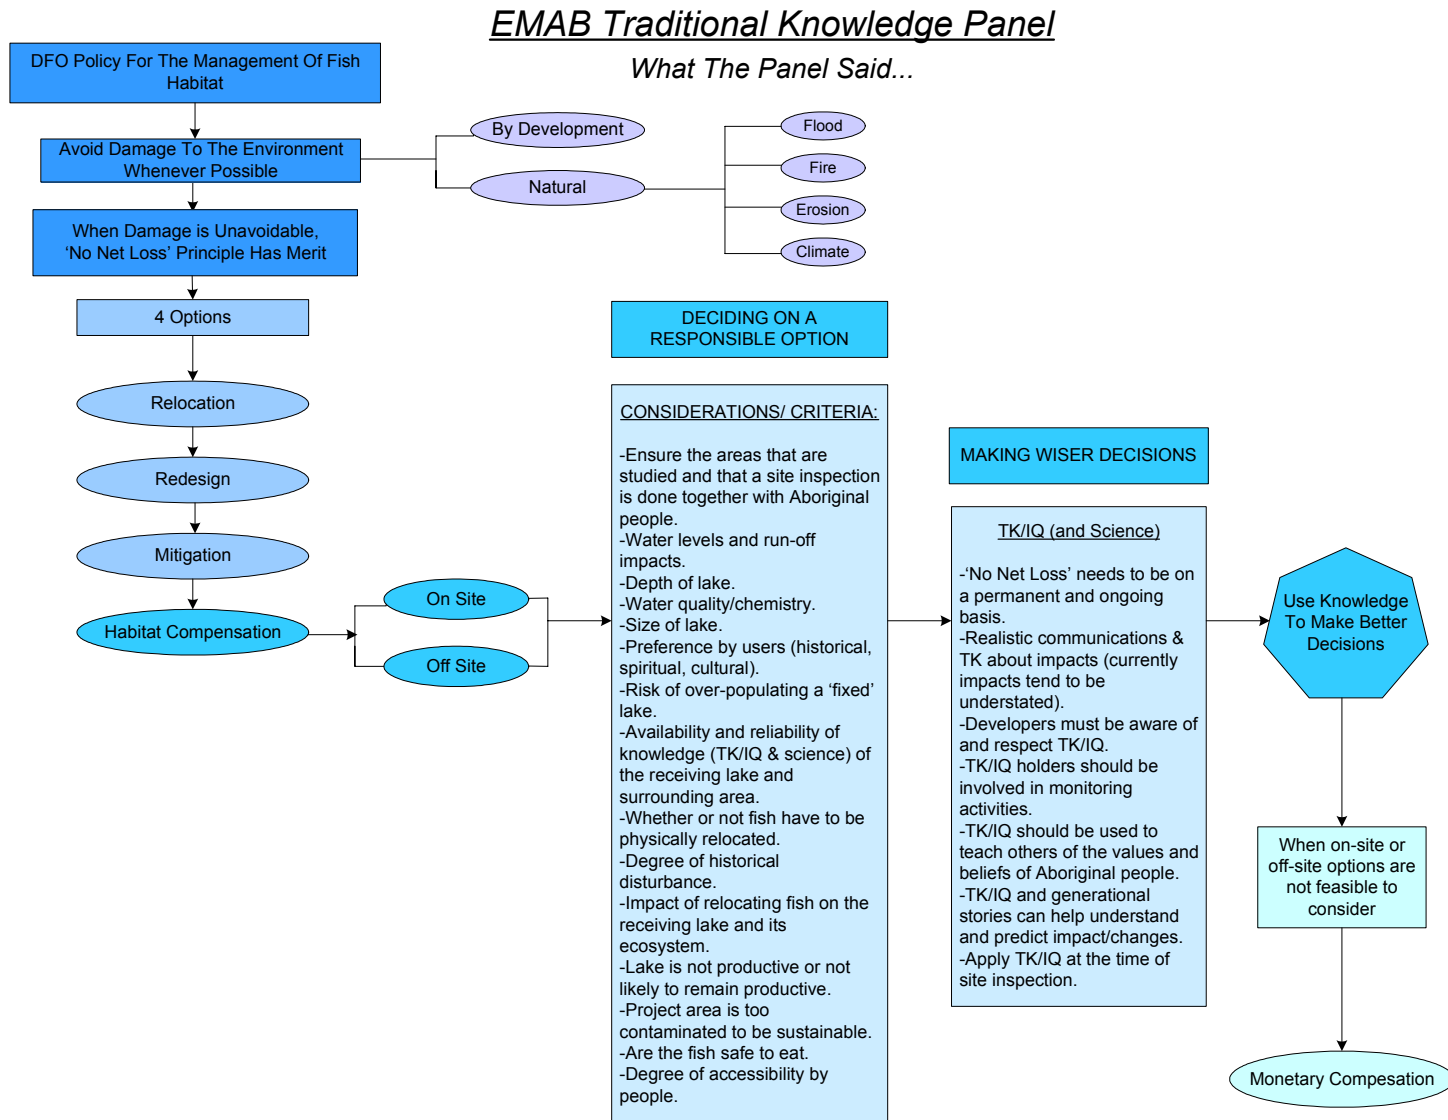 EMAB Traditional Knowledge Panel
What The Panel Said...
DFO Policy For The Management Of Fish
Habitat
Avoid Damage To The Environment
Whenever Possible
By Development
Natural
Flood
Fire
Erosion
Climate
When Damage is Unavoidable,
‘No Net Loss’ Principle Has Merit
4 Options
Relocation
Redesign
Mitigation
Habitat Compensation
On Site
Off Site
DECIDING ON A
RESPONSIBLE OPTION
CONSIDERATIONS/ CRITERIA:
-Ensure the areas that are
studied and that a site inspection
is done together with Aboriginal
people.
-Water levels and run-off
impacts.
-Depth of lake.
-Water quality/chemistry.
-Size of lake.
-Preference by users (historical,
spiritual, cultural).
-Risk of over-populating a ‘fixed’
lake.
-Availability and reliability of
knowledge (TK/IQ & science) of
the receiving lake and
surrounding area.
-Whether or not fish have to be
physically relocated.
-Degree of historical
disturbance.
-Impact of relocating fish on the
receiving lake and its
ecosystem.
-Lake is not productive or not
likely to remain productive.
-Project area is too
contaminated to be sustainable.
-Are the fish safe to eat.
-Degree of accessibility by
people.
MAKING WISER DECISIONS
TK/IQ (and Science)
-‘No Net Loss’ needs to be on
a permanent and ongoing
basis.
-Realistic communications &
TK about impacts (currently
impacts tend to be
understated).
-Developers must be aware of
and respect TK/IQ.
-TK/IQ holders should be
involved in monitoring
activities.
-TK/IQ should be used to
teach others of the values and
beliefs of Aboriginal people.
-TK/IQ and generational
stories can help understand
and predict impact/changes.
-Apply TK/IQ at the time of
site inspection.
Use Knowledge
To Make Better
Decisions
When on-site or
off-site options are
not feasible to
consider
Monetary Compesation